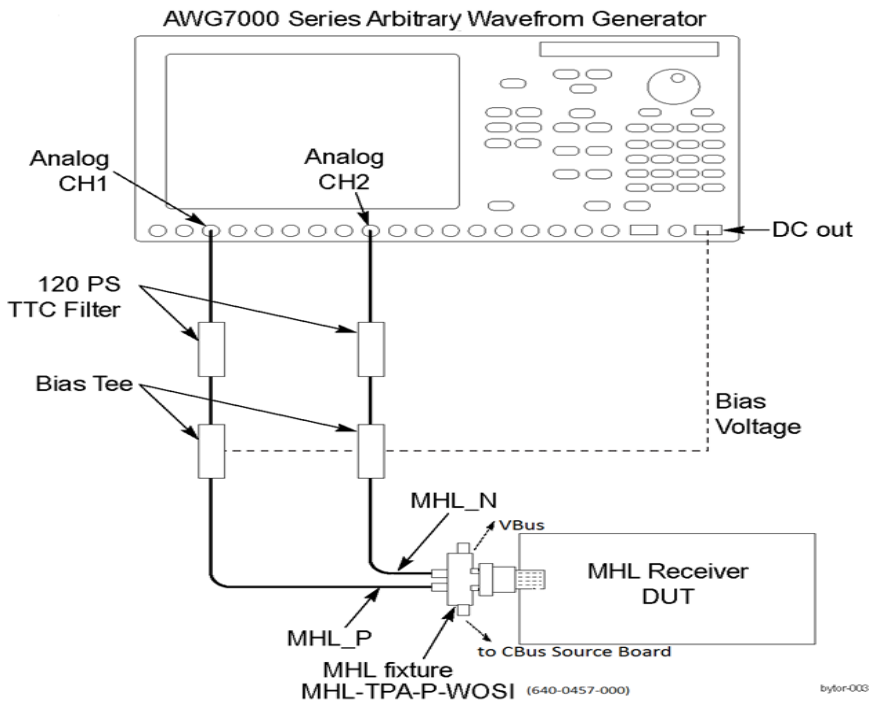 AWG7000 Series Arbitrary Wavefrom Generator
Analog
CH1
Analog
CH2
DC out
120 PS
TTC Filter
Bias Tee
Bias
Voltage
MHL_N
VBus
MHL Receiver
DUT
MHL_P
to CBus Source Board
MHL fixture
MHL-TPA-P-WOSI (640-0457-000)
bytor-003